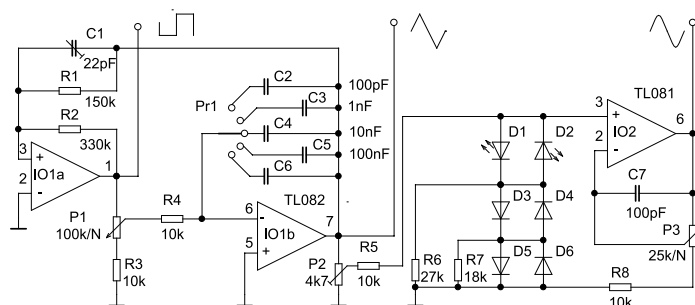 C1
22pF
R1
150k
R2
330k
3
+
2
-
1
IO1a
P1
100k/N
R3
10k
R4
10k
Pr1
C2
100pF
C3
1nF
C4
10nF
C5
100nF
C6
TL082
6
-
7
IO1b
5
+
P2
4k7
R5
10k
D1
D2
D3
D4
D5
D6
R6
27k
R7
18k
TL081
3
+
6
2
-
IO2
C7
100pF
P3
25k/N
R8
10k